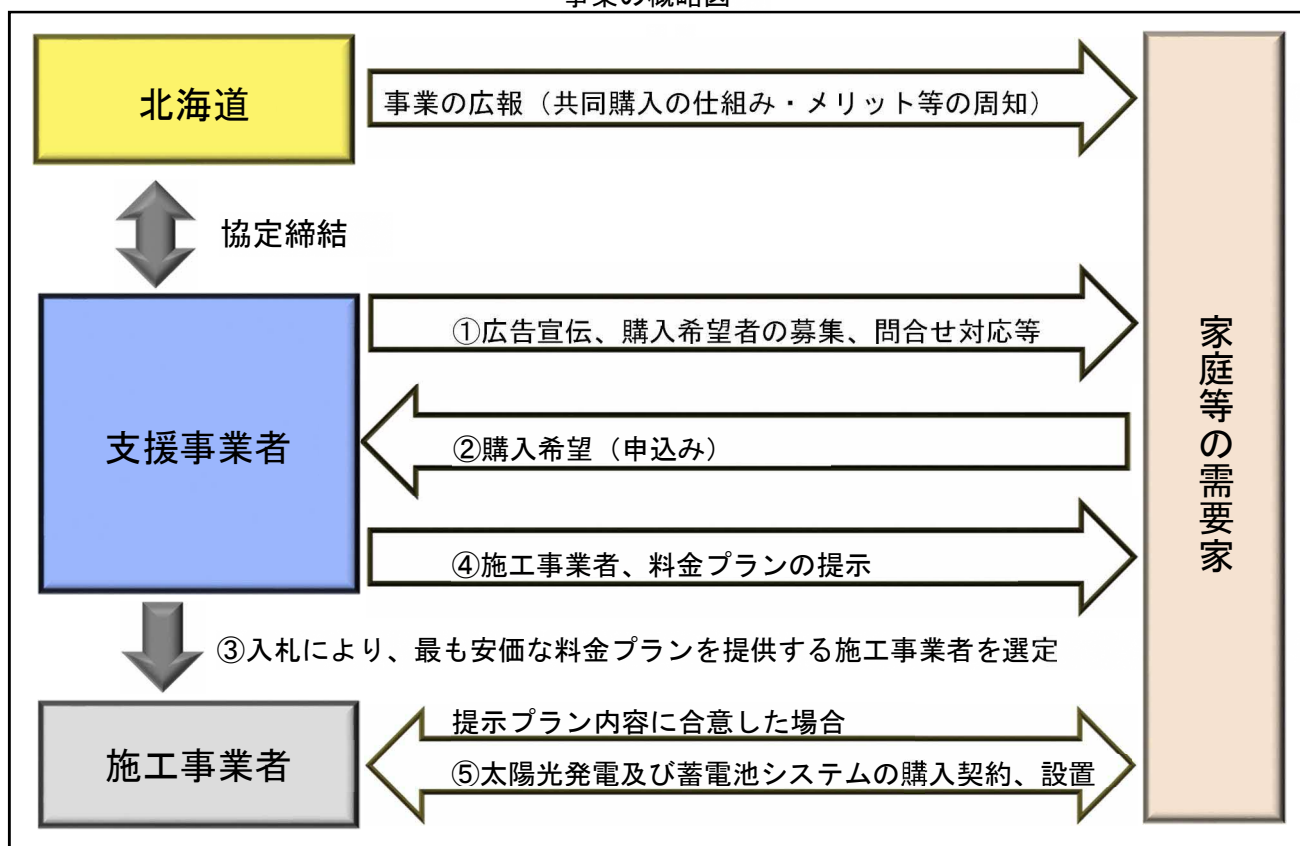 事業の概略図
北海道
事業の広報（共同購入の仕組み・メリット等の周知）
協定締結
支援事業者
①広告宣伝、購入希望者の募集、問合せ対応等
②購入希望（申込み）
④施工事業者、料金プランの提示
③入札により、最も安価な料金プランを提供する施工事業者を選定
施工事業者
提示プラン内容に合意した場合
⑤太陽光発電及び蓄電池システムの購入契約、設置
家庭等の需要家